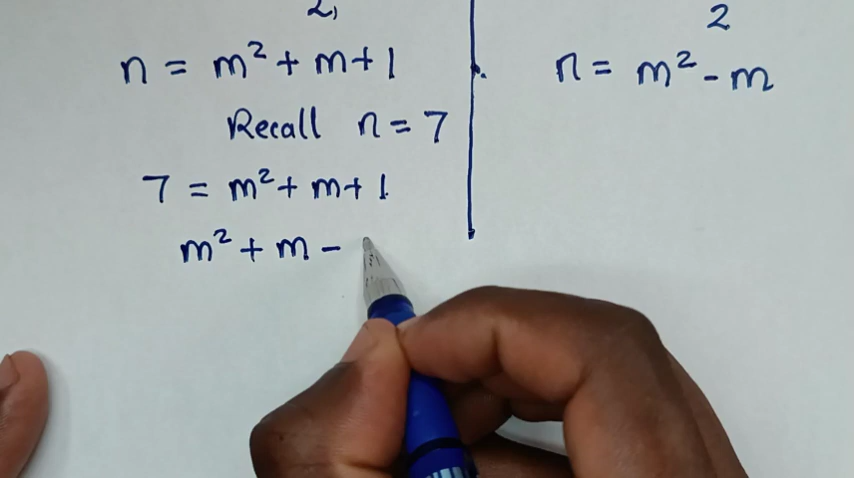 2,
n = m² + m + 1
Recall n = 7
7 = m² + m + 1
m² + m -
2
n = m² - m